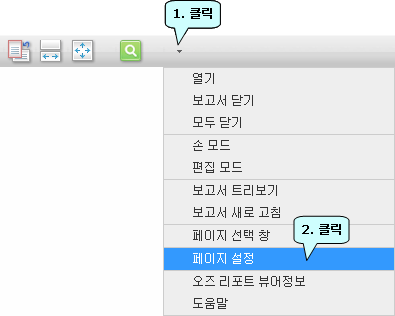 1. 클릭
열기
보고서 닫기
모두 닫기
손 모드
편집 모드
보고서 트리보기
보고서 새로 고침
페이지 선택 창
2. 클릭
페이지 설정
오즈 리포트 뷰어정보
도움말